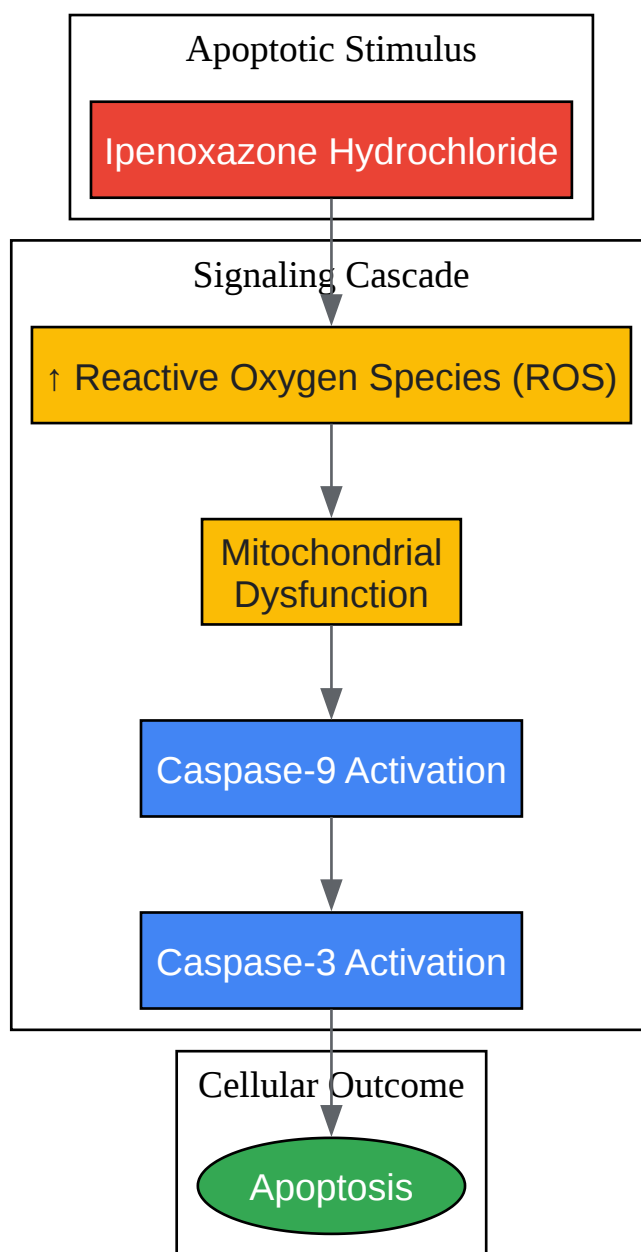 Apoptotic Stimulus
Ipenoxazone Hydrochloride
Signaling Cascade
↑ Reactive Oxygen Species (ROS)
Mitochondrial
Dysfunction
Caspase-9 Activation
Caspase-3 Activation
Cellular Outcome
Apoptosis